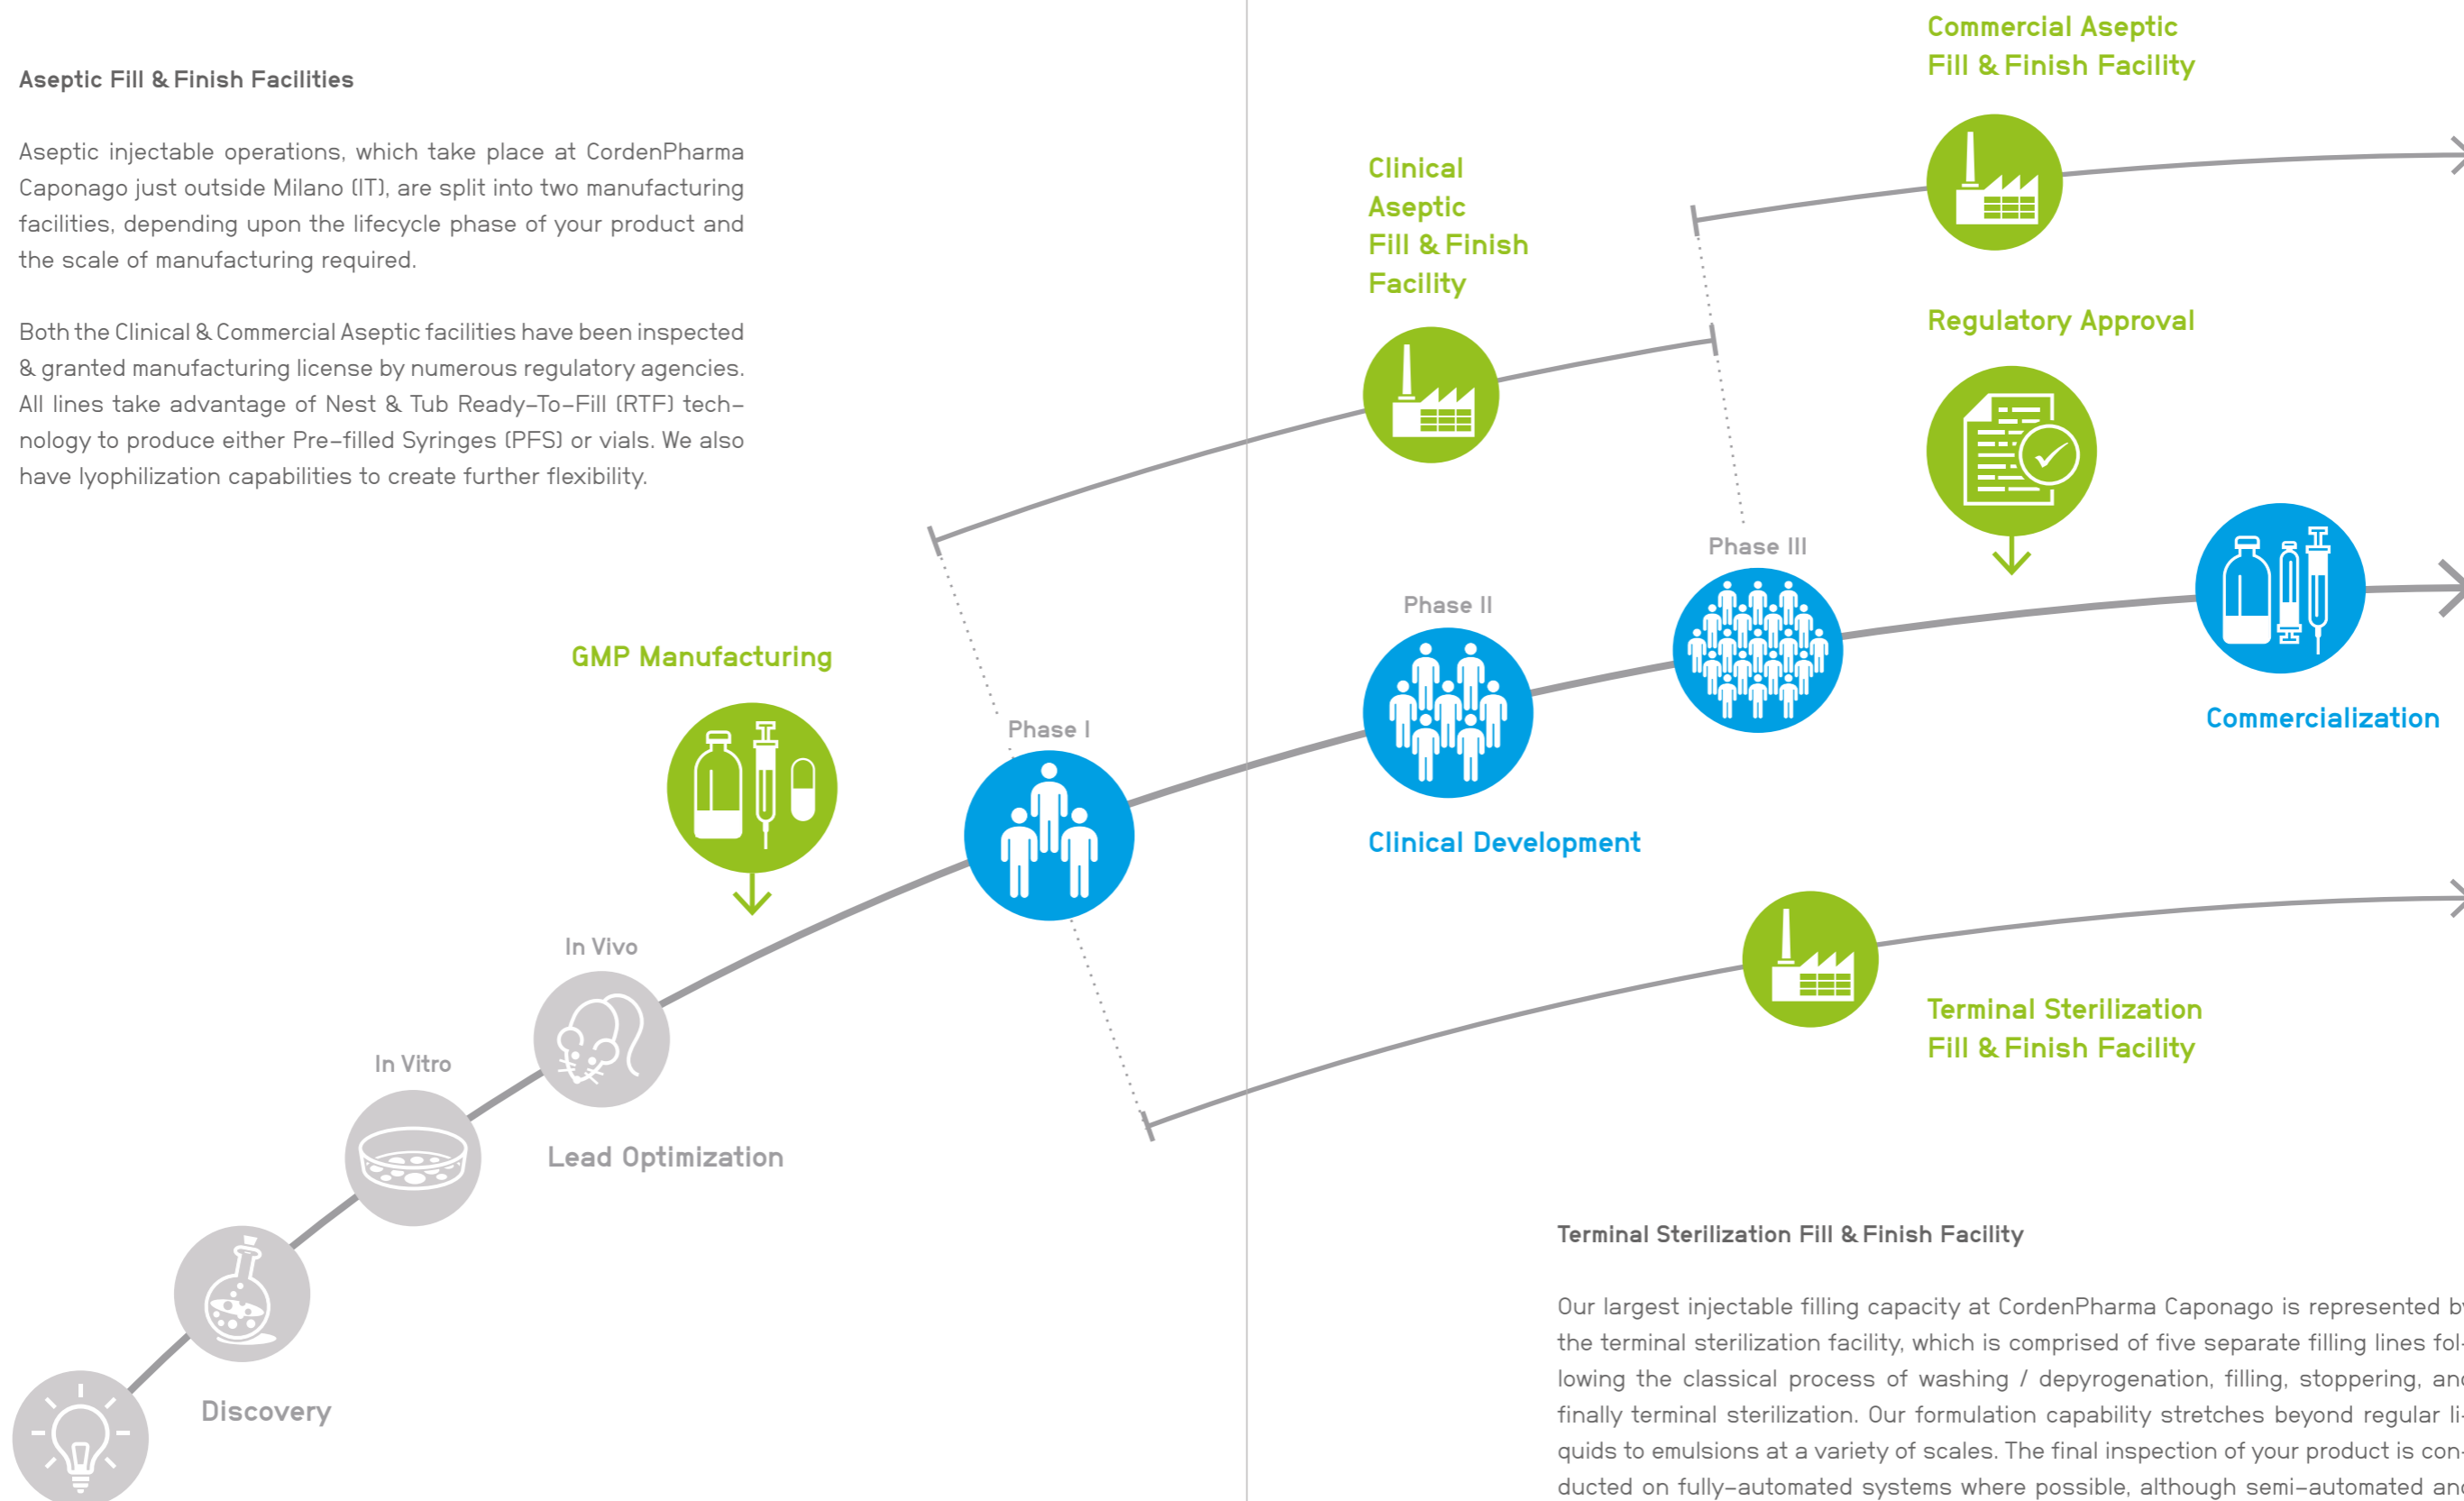 Aseptic Fill & Finish Facilities
Aseptic injectable operations, which take place at CordenPharma
Caponago just outside Milano (IT), are split into two manufacturing
facilities, depending upon the lifecycle phase of your product and
the scale of manufacturing required.
Both the Clinical & Commercial Aseptic facilities have been inspected
& granted manufacturing license by numerous regulatory agencies.
All lines take advantage of Nest & Tub Ready-To-Fill (RTF) tech-
nology to produce either Pre-filled Syringes (PFS) or vials. We also
have lyophilization capabilities to create further flexibility.
Commercial Aseptic
Fill & Finish Facility
Clinical
Aseptic
Fill & Finish
Facility
Regulatory Approval
Phase III
Phase II
GMP Manufacturing
Phase I
Commercialization
Clinical Development
In Vivo
Terminal Sterilization
Fill & Finish Facility
In Vitro
Lead Optimization
Discovery
Terminal Sterilization Fill & Finish Facility
Our largest injectable filling capacity at CordenPharma Caponago is represented by
the terminal sterilization facility, which is comprised of five separate filling lines fol-
lowing the classical process of washing / depyrogenation, filling, stoppering, and
finally terminal sterilization. Our formulation capability stretches beyond regular li-
quids to emulsions at a variety of scales. The final inspection of your product is con-
ducted on fully-automated systems where possible, although semi-automated an